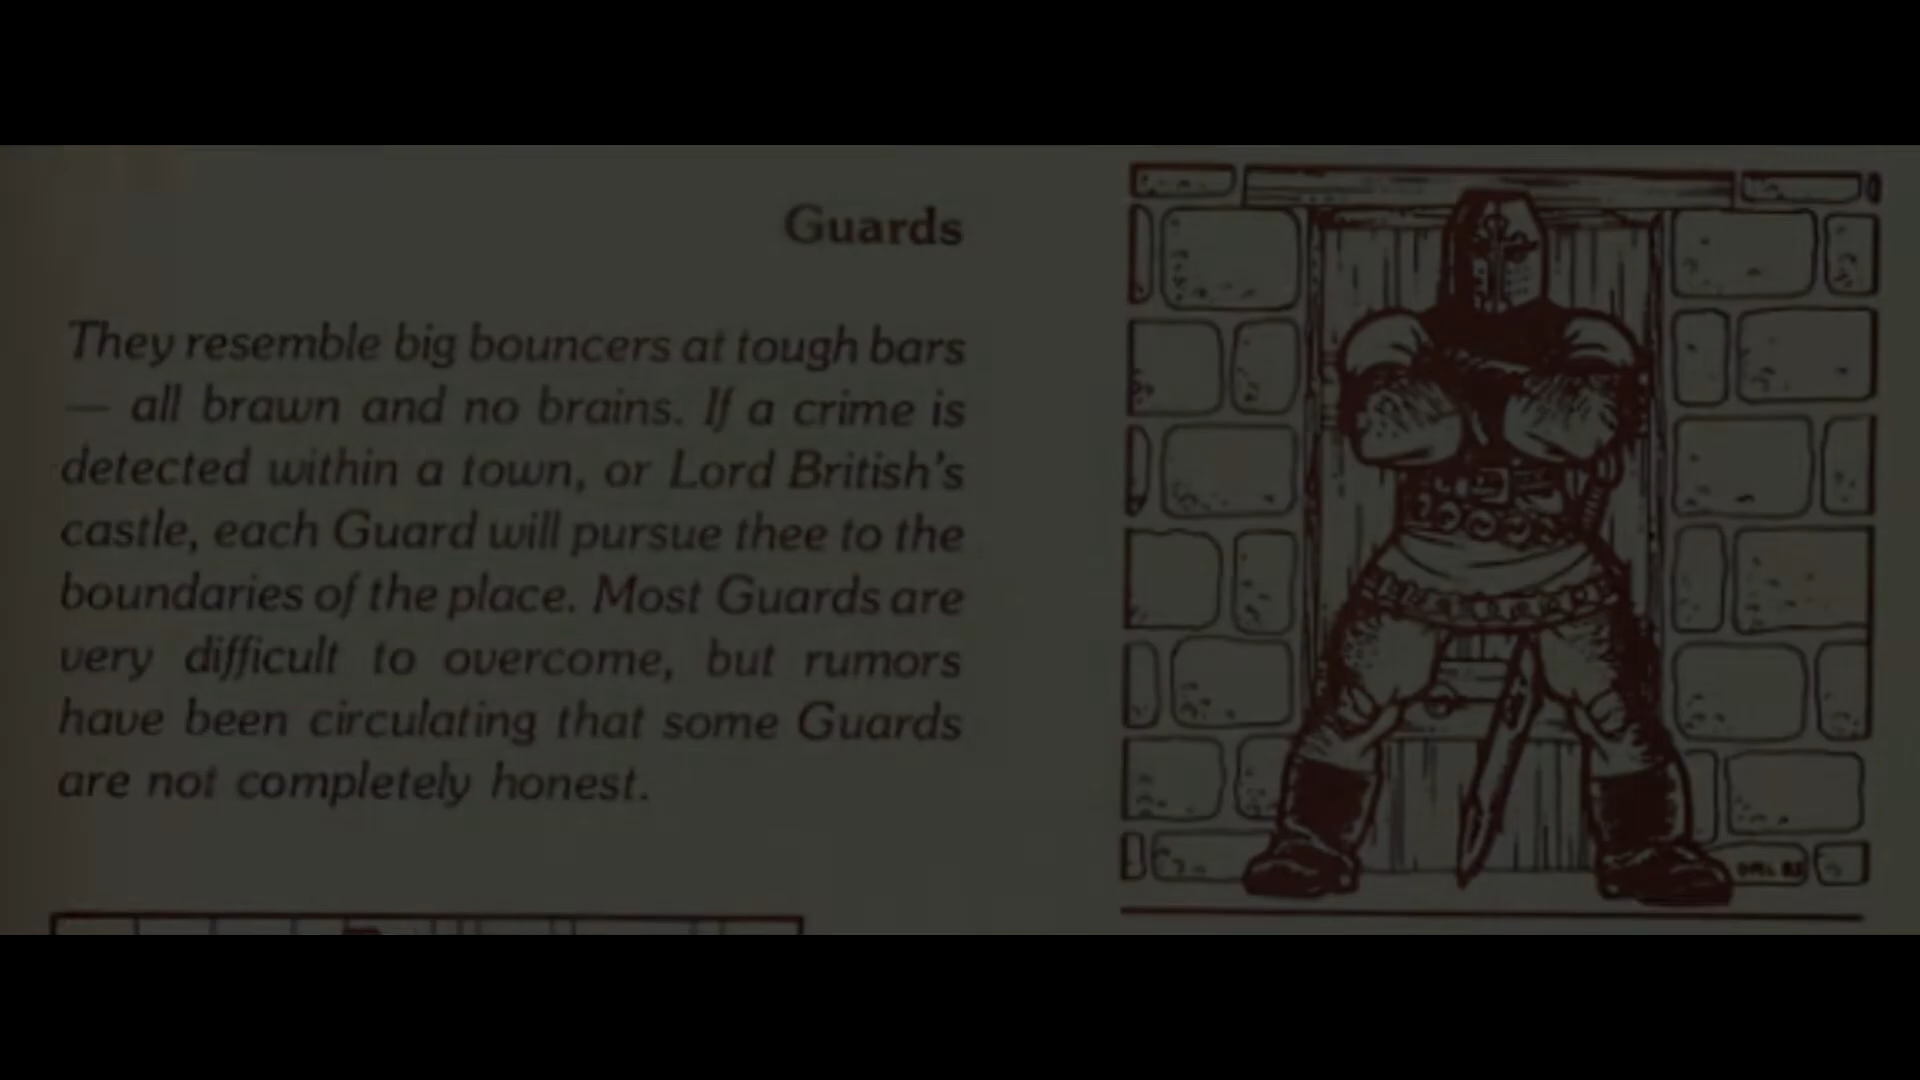 Guards
They resemble big bouncers at tough bars
— all brawn and no brains. If a crime is
detected within a town, or Lord British's
castle, each Guard will pursue thee to the
boundaries of the place. Most Guards are
very difficult to overcome, but rumors
have been circulating that some Guards
are not completely honest.